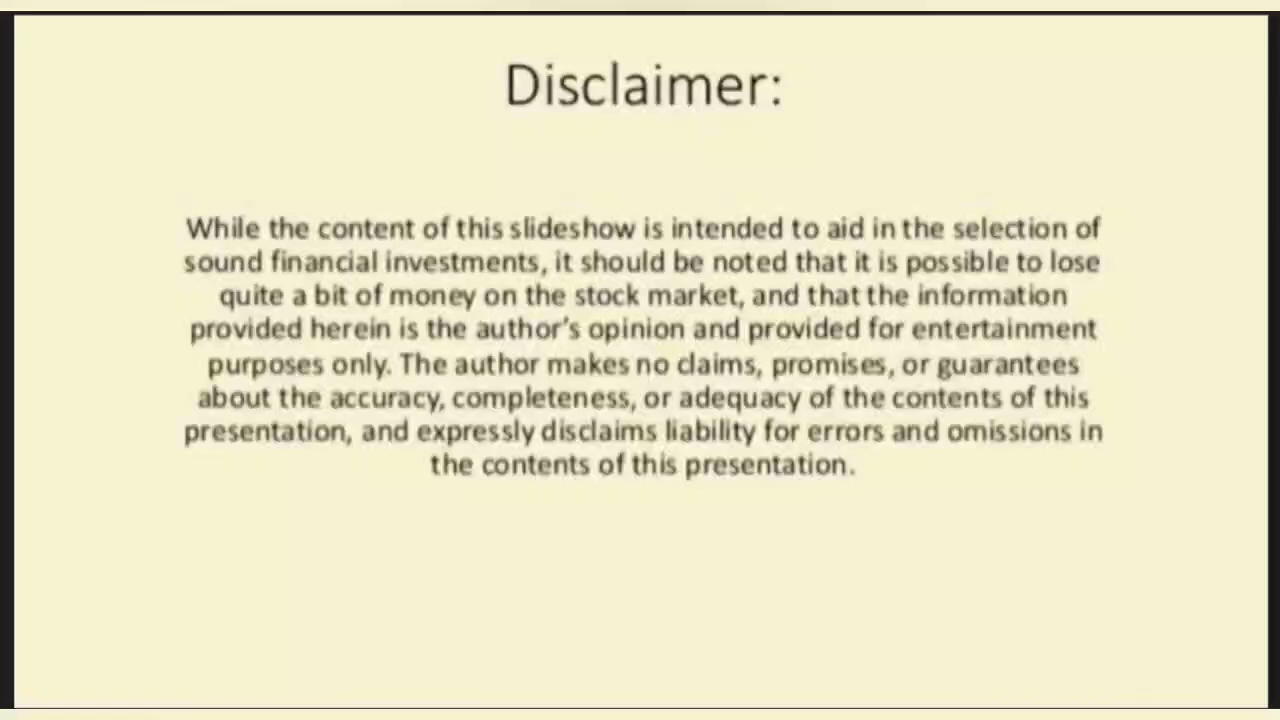 Disclaimer:
While the content of this slideshow is intended to aid in the selection of
sound financial investments, it should be noted that it is possible to lose
quite a bit of money on the stock market, and that the information
provided herein is the author's opinion and provided for entertainment
purposes only. The author makes no claims, promises, or guarantees
about the accuracy, completeness, or adequacy of the contents of this
presentation, and expressly disclaims liability for errors and omissions in
the contents of this presentation.